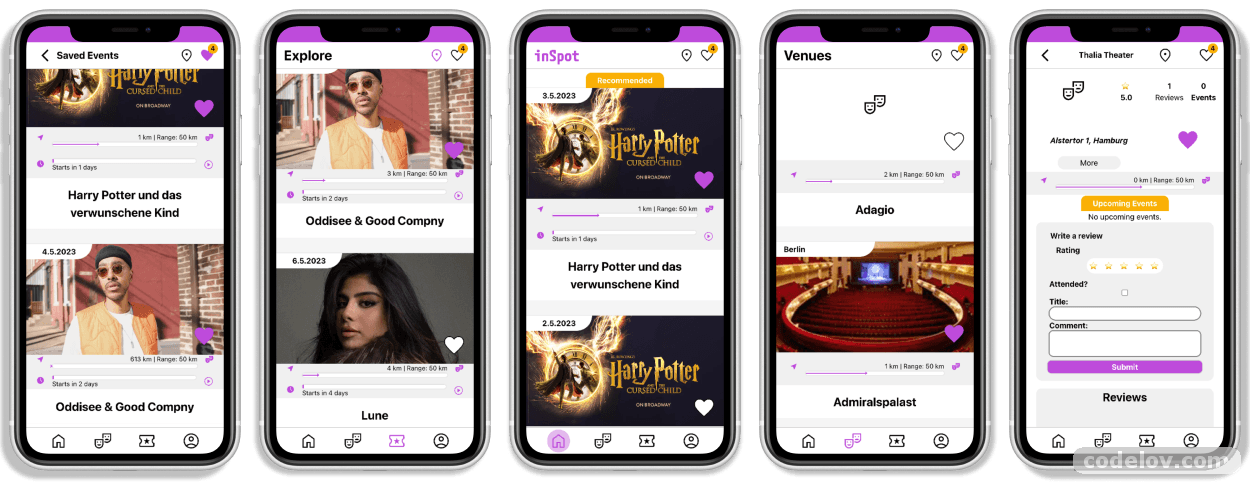 Saved Events
4
Harry Potter
AND THE
CURSED CHILD
ON BROADWAY
1 km | Range: 50 km
Starts in 1 days
Harry Potter und das
verwunschene Kind
4.5.2023
613 km | Range: 50 km
Starts in 2 days
Oddisee & Good Compny
Explore
4
3 km | Range: 50 km
Starts in 2 days
Oddisee & Good Compny
6.5.2023
4 km | Range: 50 km
Starts in 4 days
Lune
inSpot
4
Recommended
3.5.2023
Harry Potter
AND THE
CURSED CHILD
ON BROADWAY
1 km | Range: 50 km
Starts in 1 days
Harry Potter und das
verwunschene Kind
2.5.2023
Harry Potter
AND THE
CURSED CHILD
ON BROADWAY
Venues
4
2 km | Range: 50 km
Adagio
Berlin
1 km | Range: 50 km
Admiralspalast
Thalia Theater
4
5.0
1
Reviews
0
Events
Alstertor 1, Hamburg
More
0 km | Range: 50 km
Upcoming Events
No upcoming events.
Write a review
Rating
Attended?
Title:
Comment:
Submit
Reviews
codelov.com